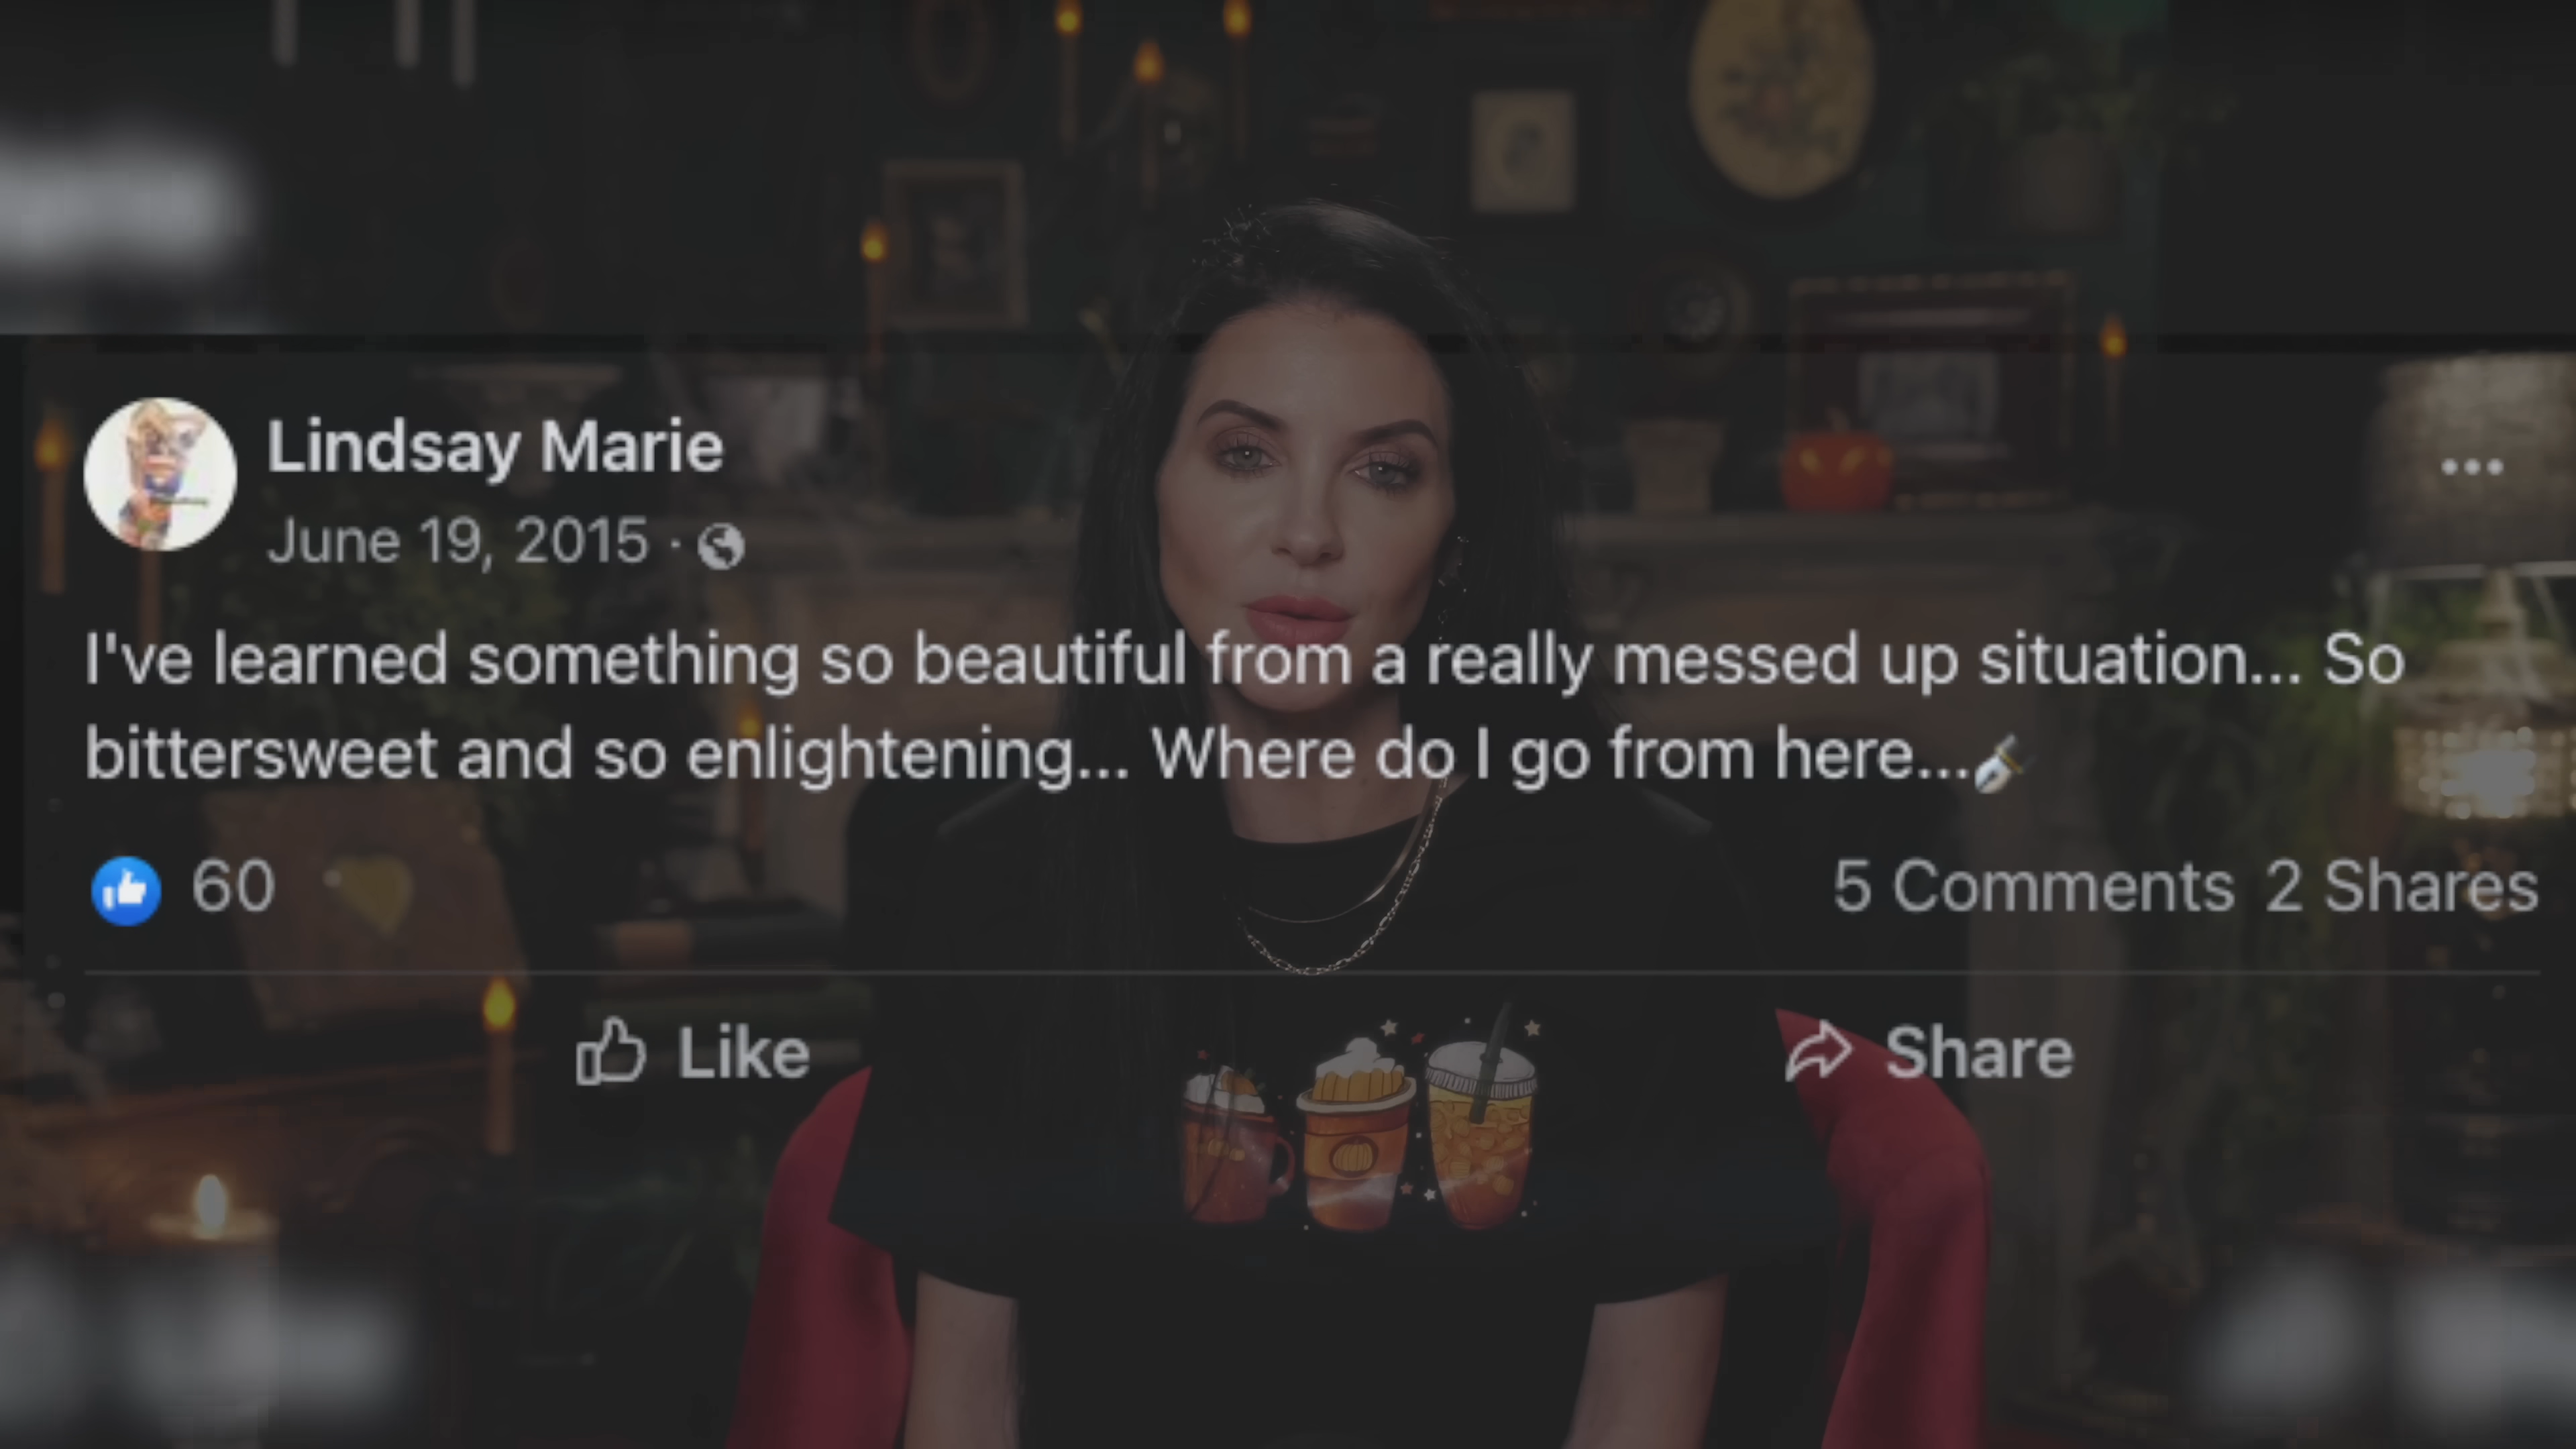 Lindsay Marie
June 19, 2015 ·
I've learned something so beautiful from a really messed up situation... So
bittersweet and so enlightening... Where do I go from here...
60
5 Comments 2 Shares
Like
Share